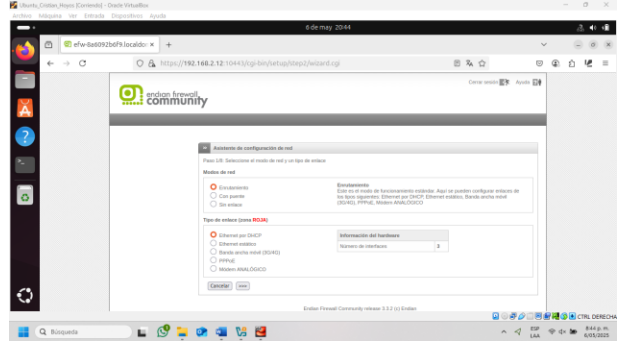 Ubuntu_Cristian_Hoyos [Corriendo] - Oracle VirtualBox
Archivo Máquina Ver Entrada Dispositivos Ayuda
6 de may 20:44
efw-8a6092b6f9.localdor
https://192.168.2.12:10443/cgi-bin/setup/step2/wizard.cgi
Cerrar sesión Ayuda
endian firewall
community
Asistente de configuración de red
Paso 1/8: Seleccione el modo de red y un tipo de enlace
Modos de red
Enrutamiento
Con puente
Sin enlace
Enrutamiento
Este es el modo de funcionamiento estándar. Aquí se pueden configurar enlaces de
los tipos siguientes: Ethernet por DHCP, Ethernet estático, Banda ancha móvil
(3G/4G), PPPoE, Módem ANALÓGICO
Tipo de enlace (zona ROJA)
Ethernet por DHCP
Ethernet estático
Banda ancha móvil (3G/4G)
PPPoE
Módem ANALÓGICO
Información del hardware
Número de interfaces 3
Cancelar >>>
Endian Firewall Community release 3.3.2 (c) Endian
CTRL DERECHA
Búsqueda
ESP
LAA
8:44 p. m.
6/05/2025